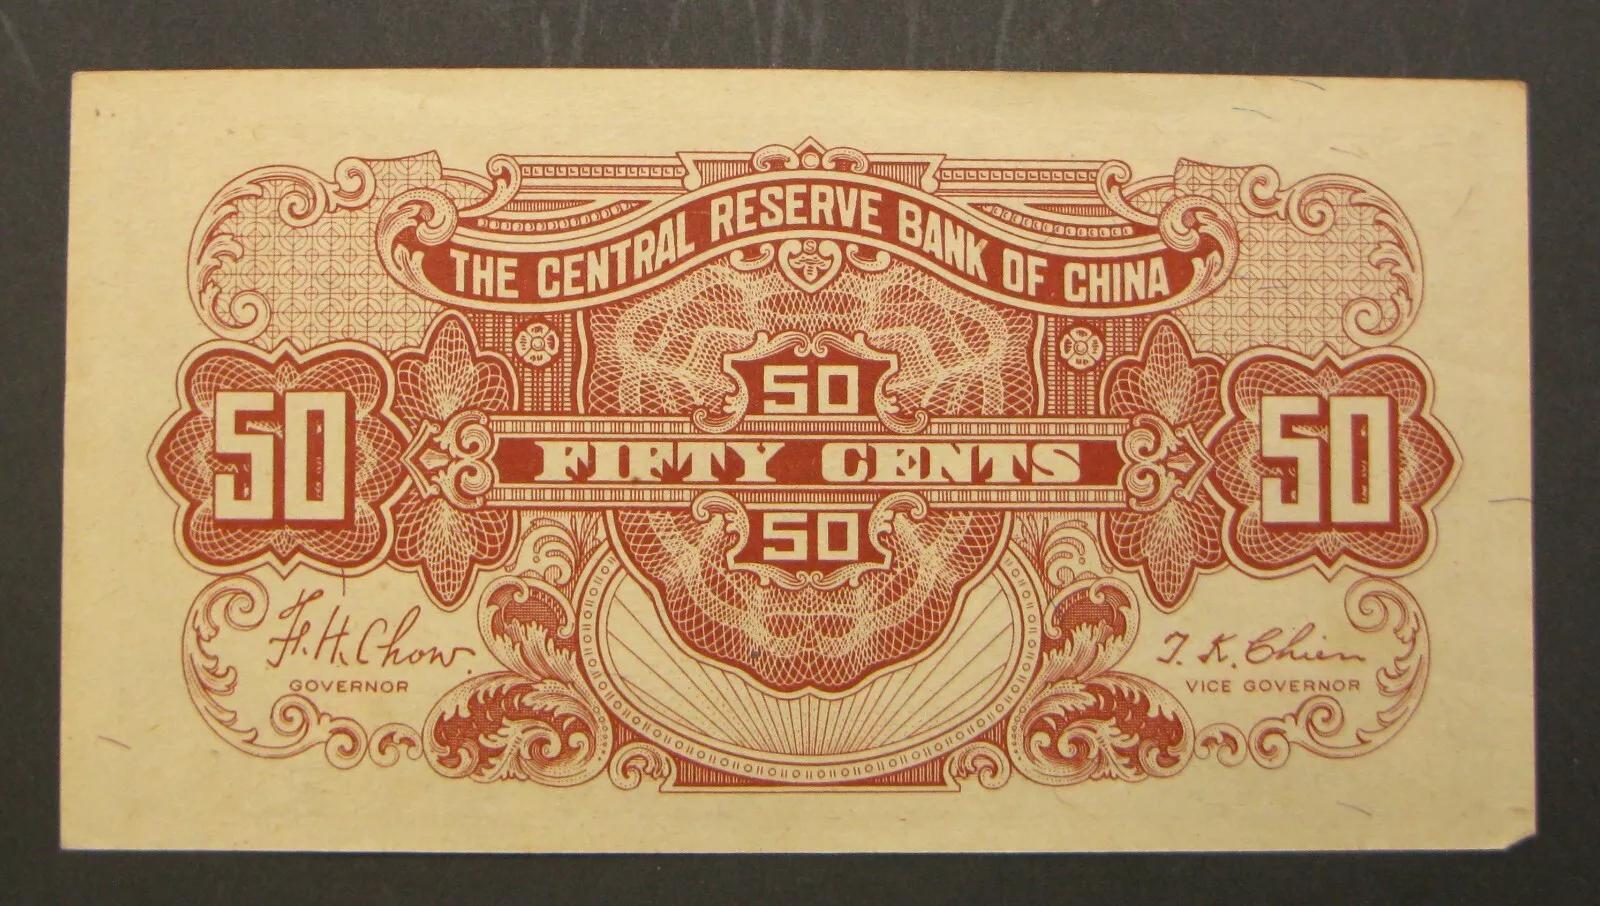 THE CENTRAL RESERVE BANK OF CHINA
S
50
50 50
FIFTY CENTS
50
F. H. Chow. T. K. Chien
GOVERNOR VICE GOVERNOR